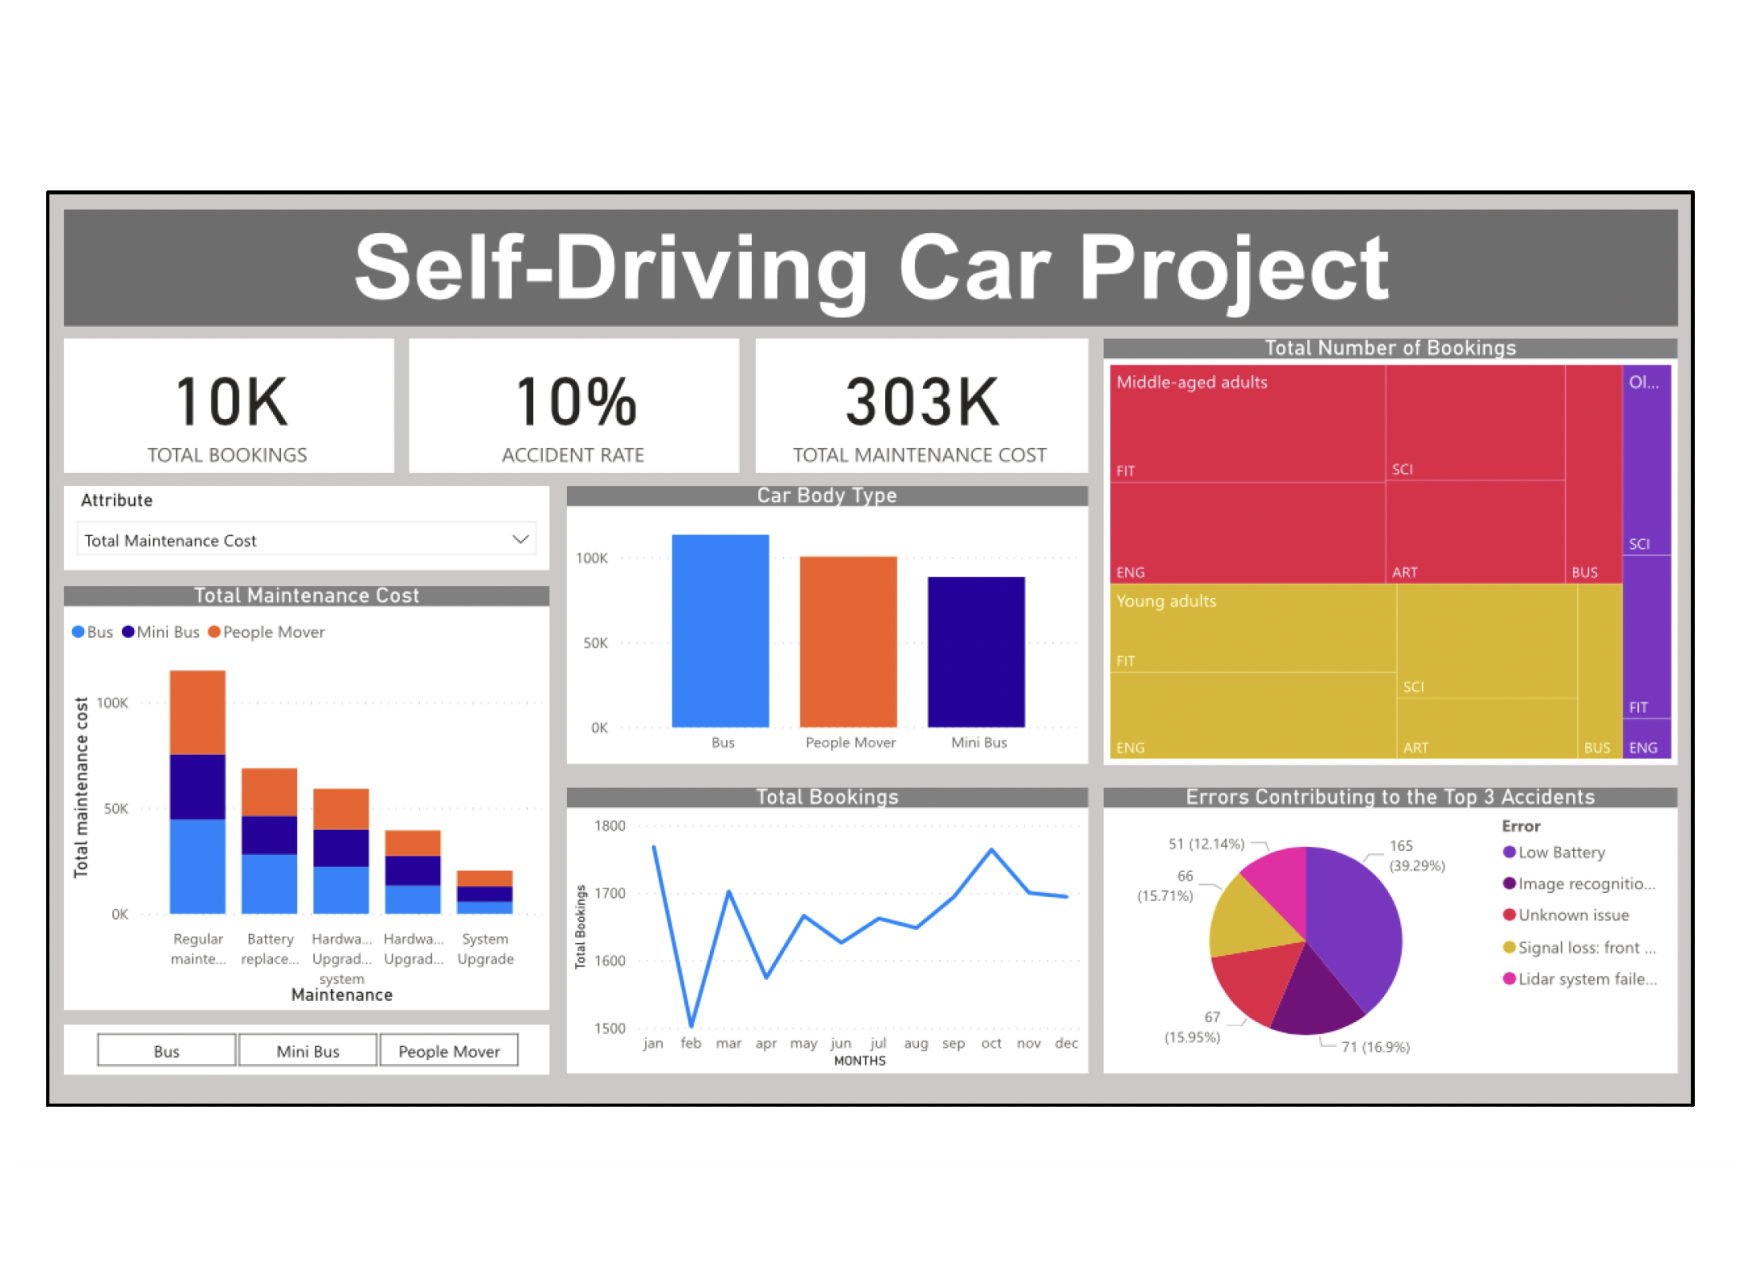 Self-Driving Car Project
10K
TOTAL BOOKINGS
10%
ACCIDENT RATE
303K
TOTAL MAINTENANCE COST
Attribute
Total Maintenance Cost
Total Maintenance Cost
Bus Mini Bus People Mover
Total maintenance cost
100K
50K
0K
Regular mainte...
Battery replace...
Hardwa... Upgrad... system
Hardwa... Upgrad...
System Upgrade
Maintenance
Bus
Mini Bus
People Mover
Car Body Type
100K
50K
0K
Bus
People Mover
Mini Bus
Total Bookings
Total Bookings
1800
1700
1600
1500
jan feb mar apr may jun jul aug sep oct nov dec
MONTHS
Total Number of Bookings
Middle-aged adults
FIT
SCI
ENG
ART
BUS
Young adults
FIT
SCI
ENG
ART
BUS
Ol...
SCI
FIT
ENG
Errors Contributing to the Top 3 Accidents
51 (12.14%)
66
(15.71%)
67
(15.95%)
71 (16.9%)
165
(39.29%)
Error
Low Battery
Image recognitio...
Unknown issue
Signal loss: front ...
Lidar system faile...